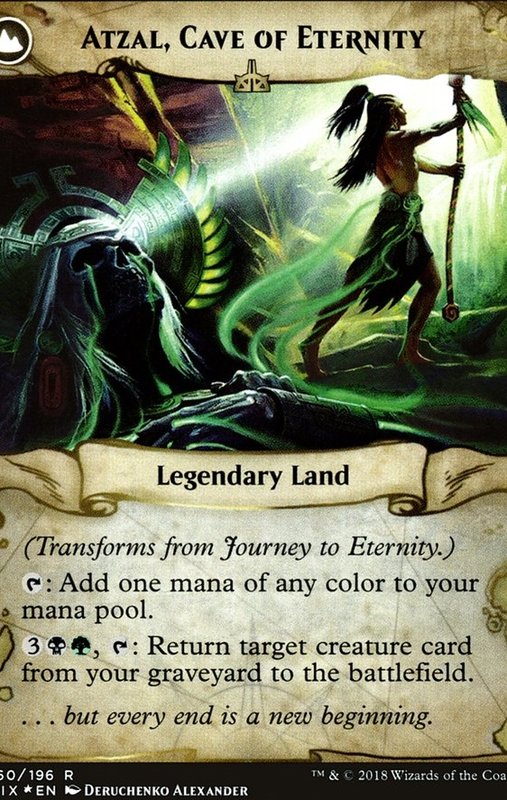 ATZAL, CAVE OF ETERNITY
Legendary Land
(Transforms from Journey to Eternity.)
: Add one mana of any color to your
mana pool.
3, : Return target creature card
from your graveyard to the battlefield.
. . . but every end is a new beginning.
60/196 R
IX★EN DERUCHENKO ALEXANDER
™ & © 2018 Wizards of the Coa